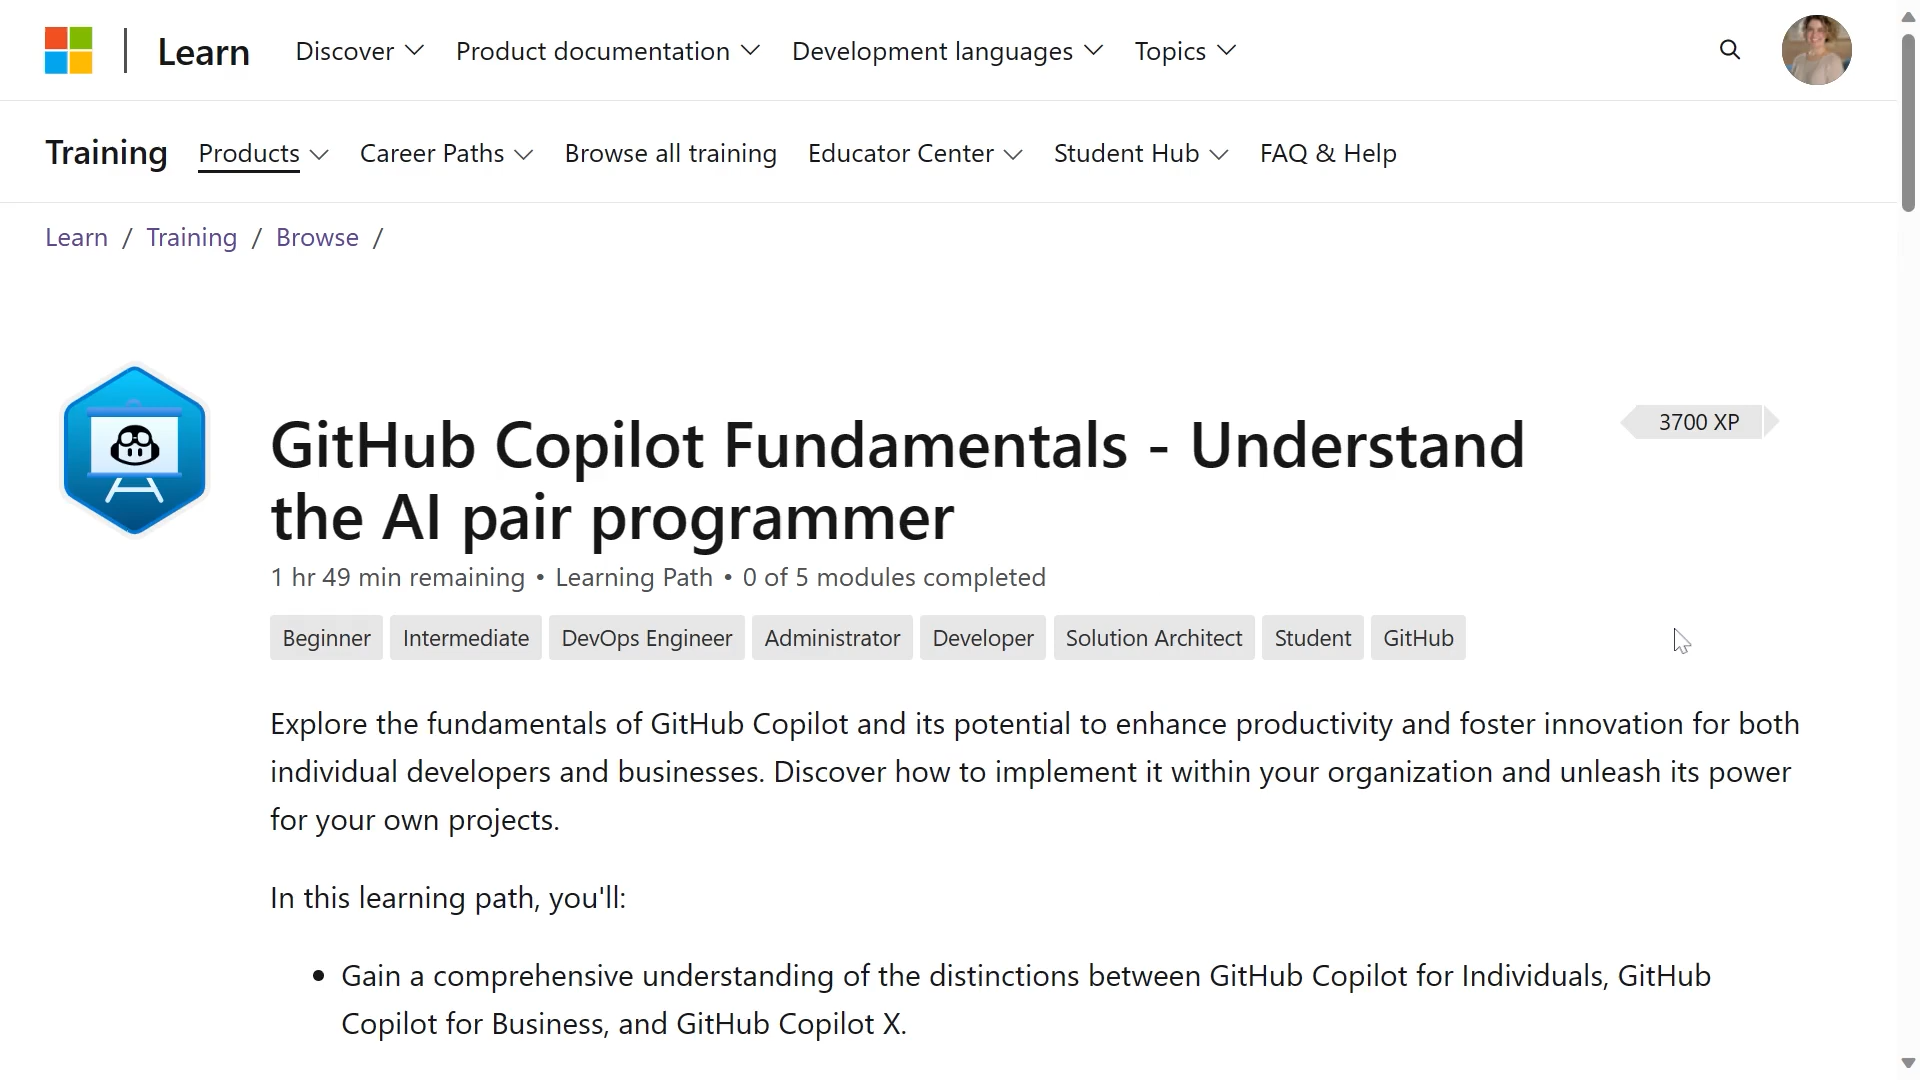 Learn Discover Product documentation Development languages Topics
Training Products Career Paths Browse all training Educator Center Student Hub FAQ & Help
Learn / Training / Browse /
GitHub Copilot Fundamentals - Understand
3700 XP
the AI pair programmer
1 hr 49 min remaining • Learning Path • 0 of 5 modules completed
Beginner Intermediate DevOps Engineer Administrator Developer Solution Architect Student GitHub
Explore the fundamentals of GitHub Copilot and its potential to enhance productivity and foster innovation for both
individual developers and businesses. Discover how to implement it within your organization and unleash its power
for your own projects.
In this learning path, you'll:
• Gain a comprehensive understanding of the distinctions between GitHub Copilot for Individuals, GitHub
Copilot for Business, and GitHub Copilot X.